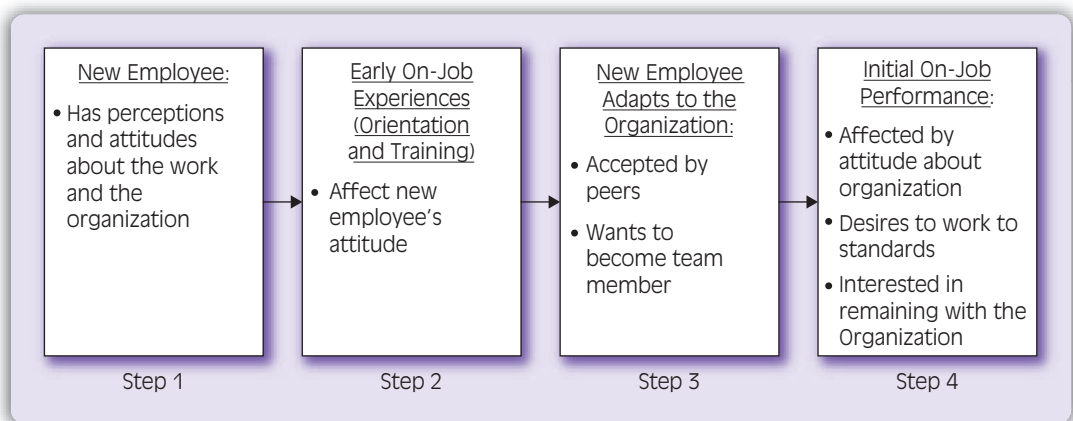 New Employee:
• Has perceptions
and attitudes
about the work
and the
organization
Early On-Job
Experiences
(Orientation
and Training)
• Affect new
employee's
attitude
New Employee
Adapts to the
Organization:
• Accepted by
peers
• Wants to
become team
member
Initial On-Job
Performance:
• Affected by
attitude about
organization
• Desires to work to
standards
• Interested in
remaining with the
Organization
Step 1
Step 2
Step 3
Step 4